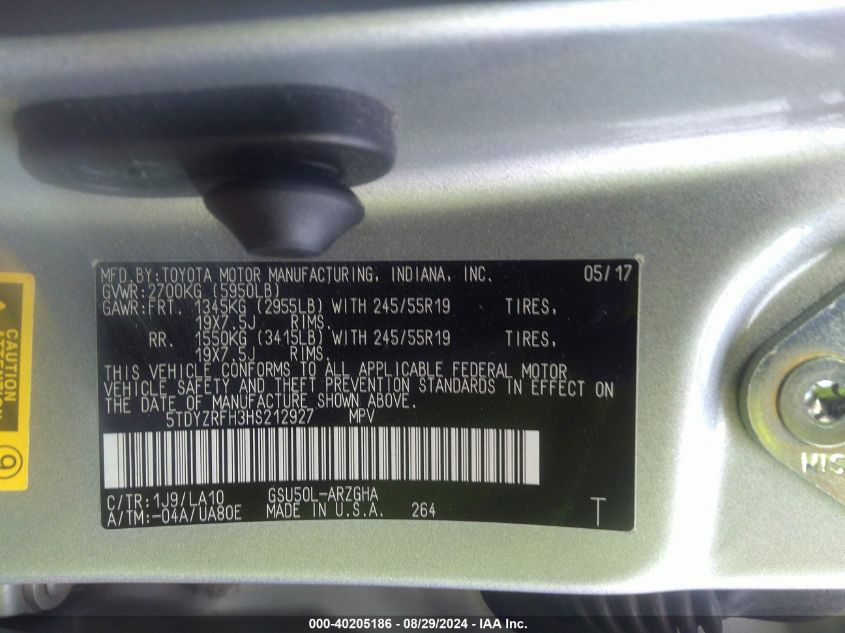 MFD.BY:TOYOTA MOTOR MANUFACTURING, INDIANA, INC. 05/17
GVWR:2700KG (5950LB)
GAWR:FRT. 1345KG (2955LB) WITH 245/55R19 TIRES,
19X7.5J RIMS.
RR. 1550KG (3415LB) WITH 245/55R19 TIRES,
19X7.5J RIMS.
THIS VEHICLE CONFORMS TO ALL APPLICABLE FEDERAL MOTOR
VEHICLE SAFETY AND THEFT PREVENTION STANDARDS IN EFFECT ON
THE DATE OF MANUFACTURE SHOWN ABOVE.
5TDYZRFH3HS212927 MPV
C/TR:1J9/LA10 GSU50L-ARZGHA
A/TM:-04A/UA80E MADE IN U.S.A. 264 T
CAUTION
9
MIS
000-40205186 - 08/29/2024 - IAA Inc.